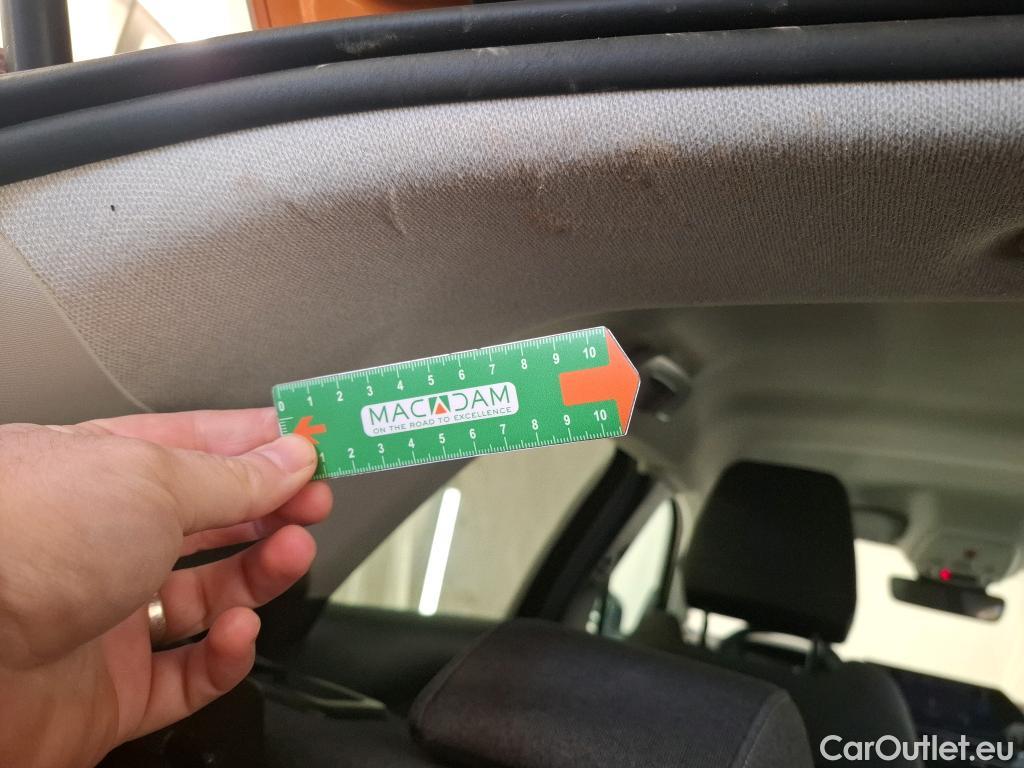 0 1 2 3 4 5 6 7 8 9 10
MACADAM
ON THE ROAD TO EXCELLENCE
1 2 3 4 5 6 7 8 9 10
CarOutlet.eu